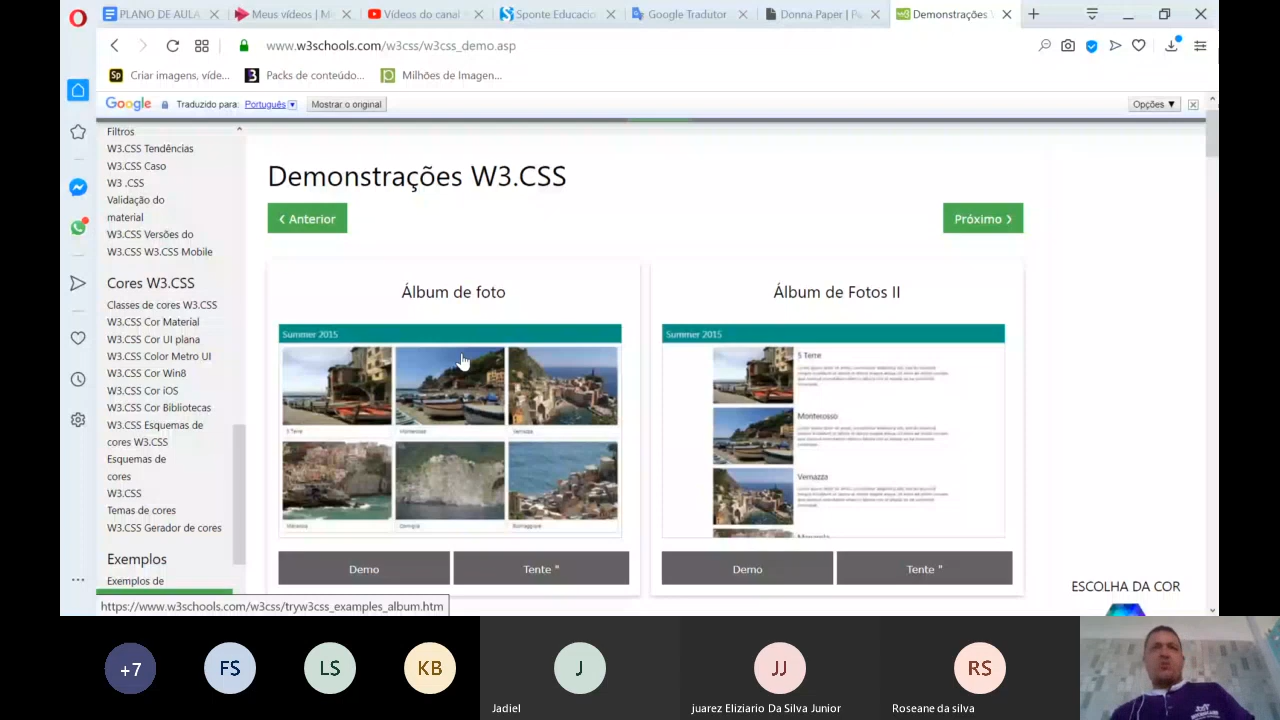 PLANO DE AULA
Meus vídeos | M
Vídeos do canal
Sponte Educacio
Google Tradutor
Donna Paper | Pa
Demonstrações
www.w3schools.com/w3css/w3css_demo.asp
Criar imagens, víde...
Packs de conteúdo...
Milhões de Imagen...
Google
Traduzido para: Português
Mostrar o original
Opções ▼
Filtros
W3.CSS Tendências
W3.CSS Caso
W3 .CSS
Validação do
material
W3.CSS Versões do
W3.CSS W3.CSS Mobile
Cores W3.CSS
Classes de cores W3.CSS
W3.CSS Cor Material
W3.CSS Cor UI plana
W3.CSS Color Metro UI
W3.CSS Cor Win8
W3.CSS Cor iOS
W3.CSS Cor Bibliotecas
W3.CSS Esquemas de
cores W3.CSS
Esquemas de
cores
W3.CSS
Temas de cores
W3.CSS Gerador de cores
Exemplos
Exemplos de
Demonstrações W3.CSS
❮ Anterior
Próximo ❯
Álbum de foto
Summer 2015
5 Terre
Monterosso
Vernazza
Manarola
Corniglia
Riomaggiore
Demo
Tente "
Álbum de Fotos II
Summer 2015
5 Terre
Monterosso
Vernazza
Manarola
Demo
Tente "
ESCOLHA DA COR
https://www.w3schools.com/w3css/tryw3css_examples_album.htm
+7
FS
LS
KB
J
Jadiel
JJ
juarez Eliziario Da Silva Junior
RS
Roseane da silva